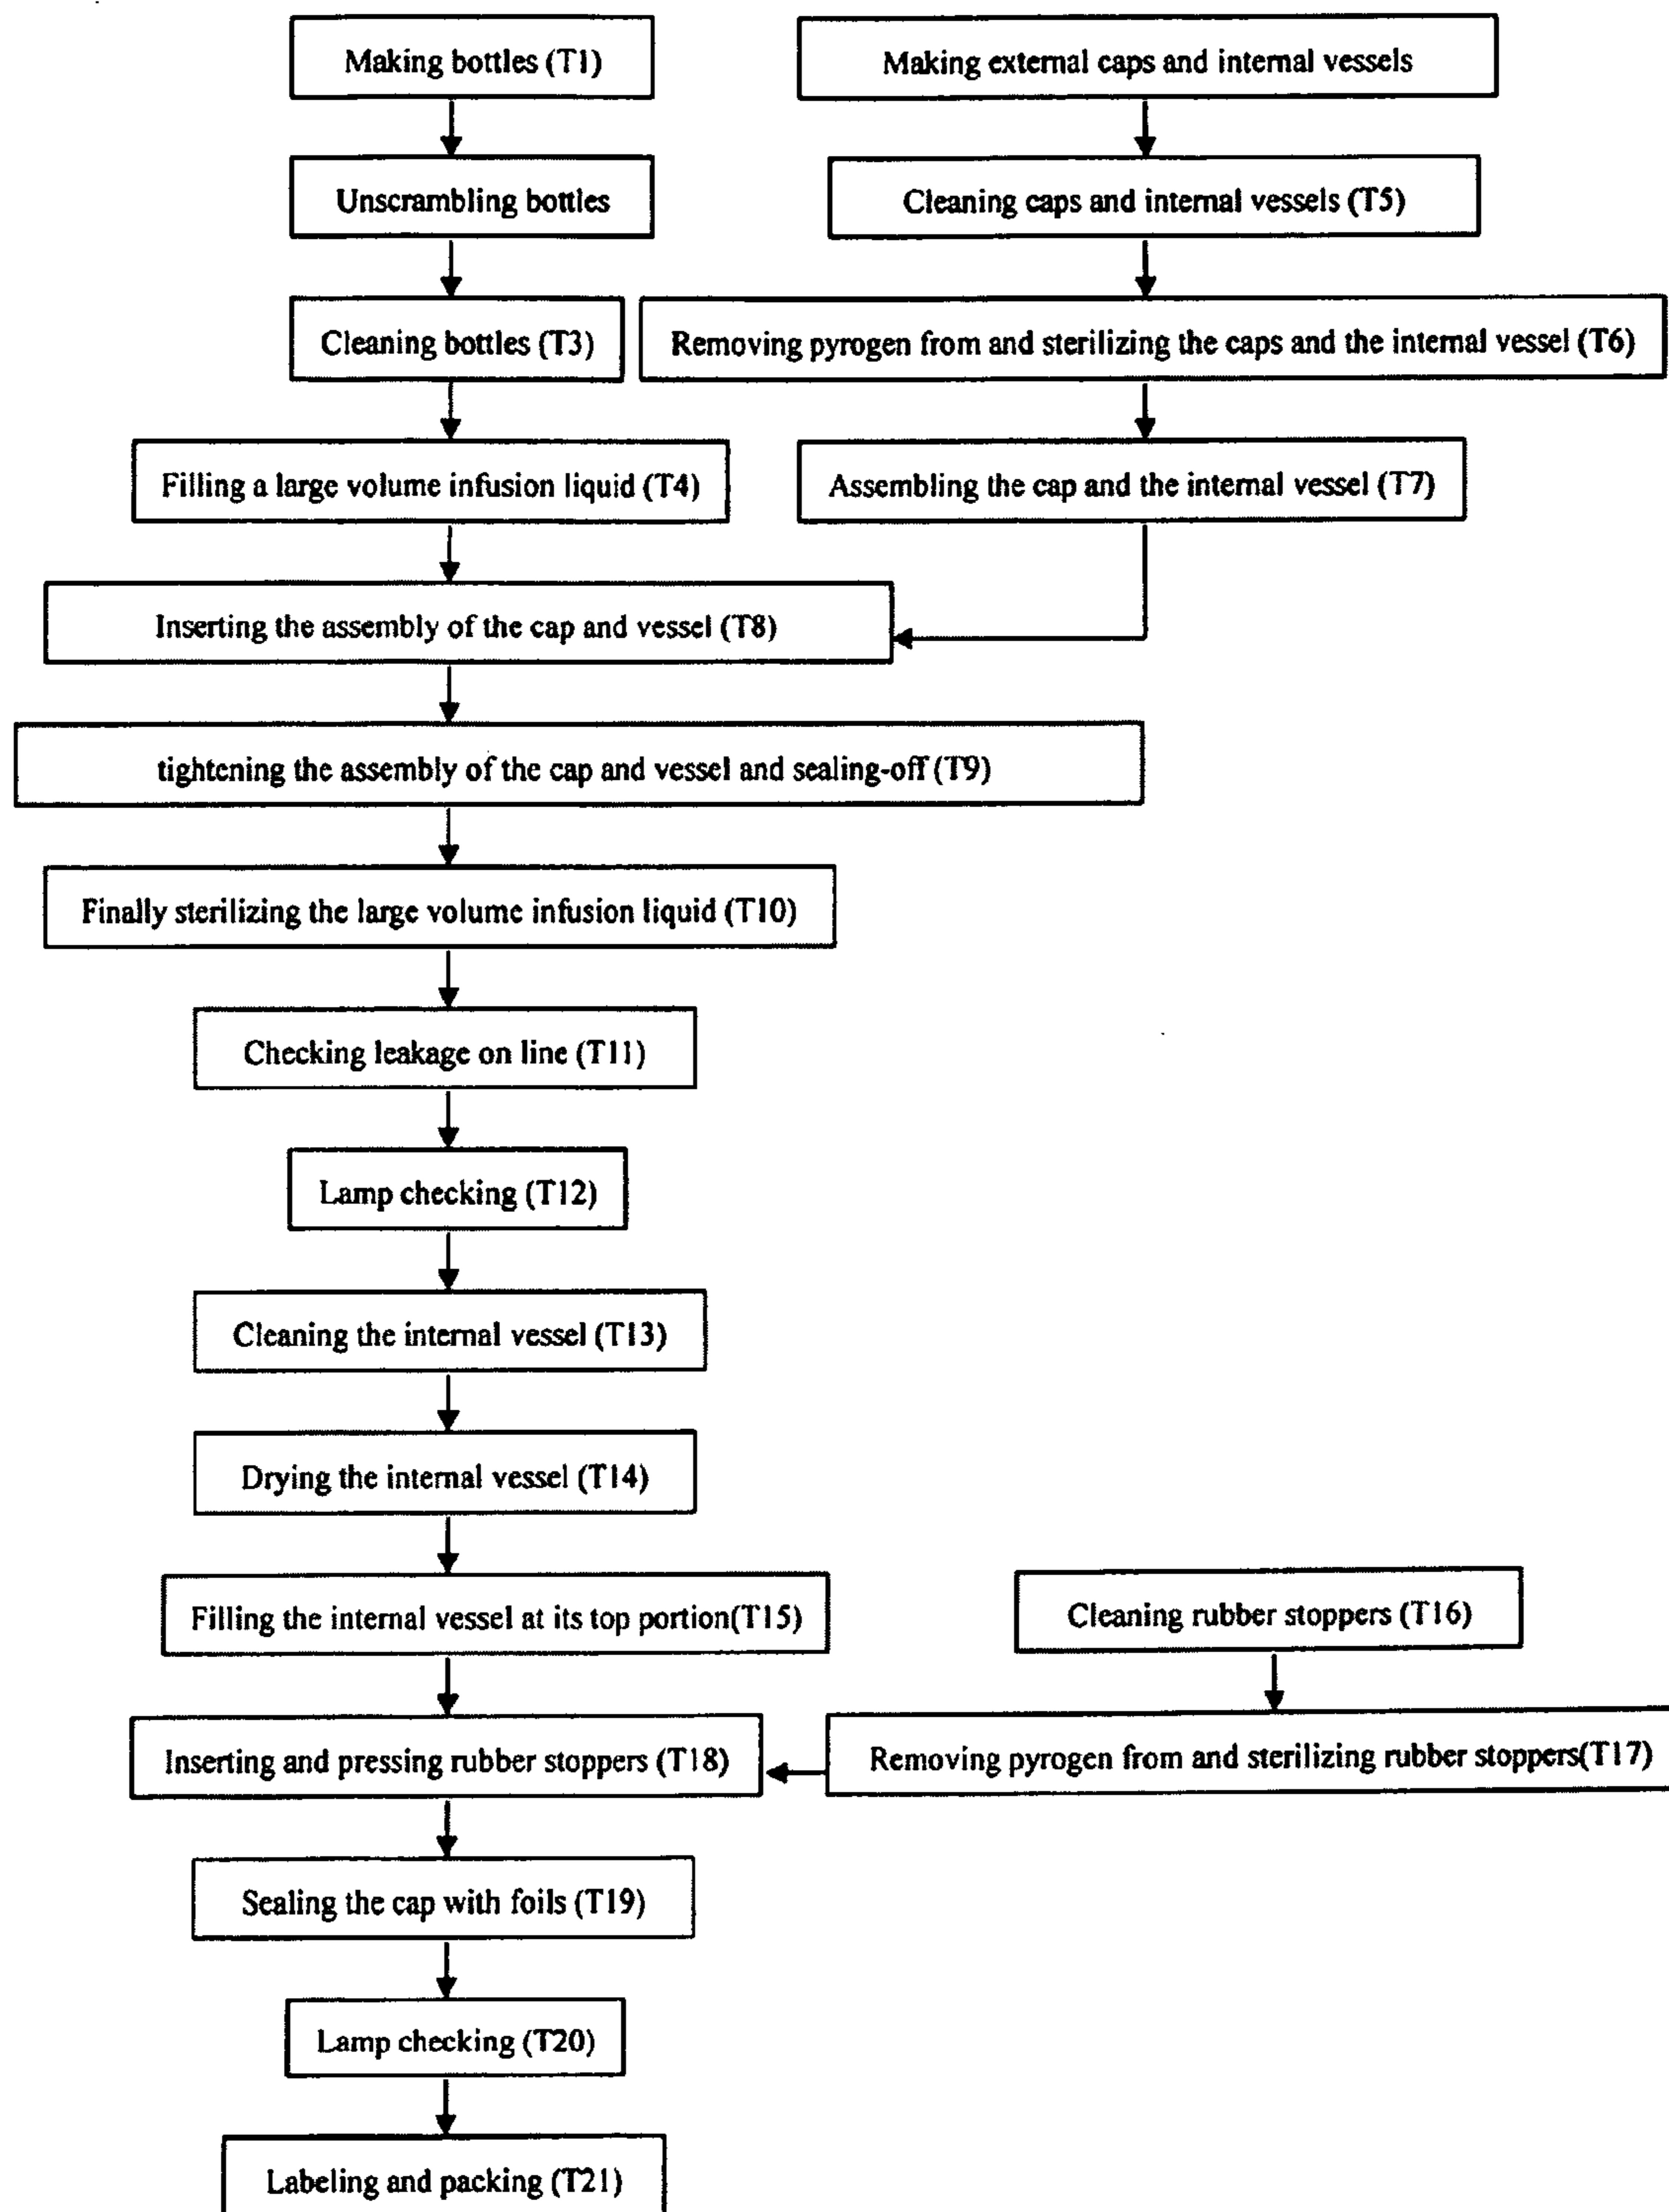 Making bottles (T1)
Making external caps and internal vessels
Unscrambling bottles
Cleaning caps and internal vessels (T5)
Cleaning bottles (T3)
Removing pyrogen from and sterilizing the caps and the internal vessel (T6)
Filling a large volume infusion liquid (T4)
Assembling the cap and the internal vessel (T7)
Inserting the assembly of the cap and vessel (T8)
tightening the assembly of the cap and vessel and sealing-off (T9)
Finally sterilizing the large volume infusion liquid (T10)
Checking leakage on line (T11)
Lamp checking (T12)
Cleaning the internal vessel (T13)
Drying the internal vessel (T14)
Filling the internal vessel at its top portion(T15)
Cleaning rubber stoppers (T16)
Inserting and pressing rubber stoppers (T18)
Removing pyrogen from and sterilizing rubber stoppers(T17)
Sealing the cap with foils (T19)
Lamp checking (T20)
Labeling and packing (T21)